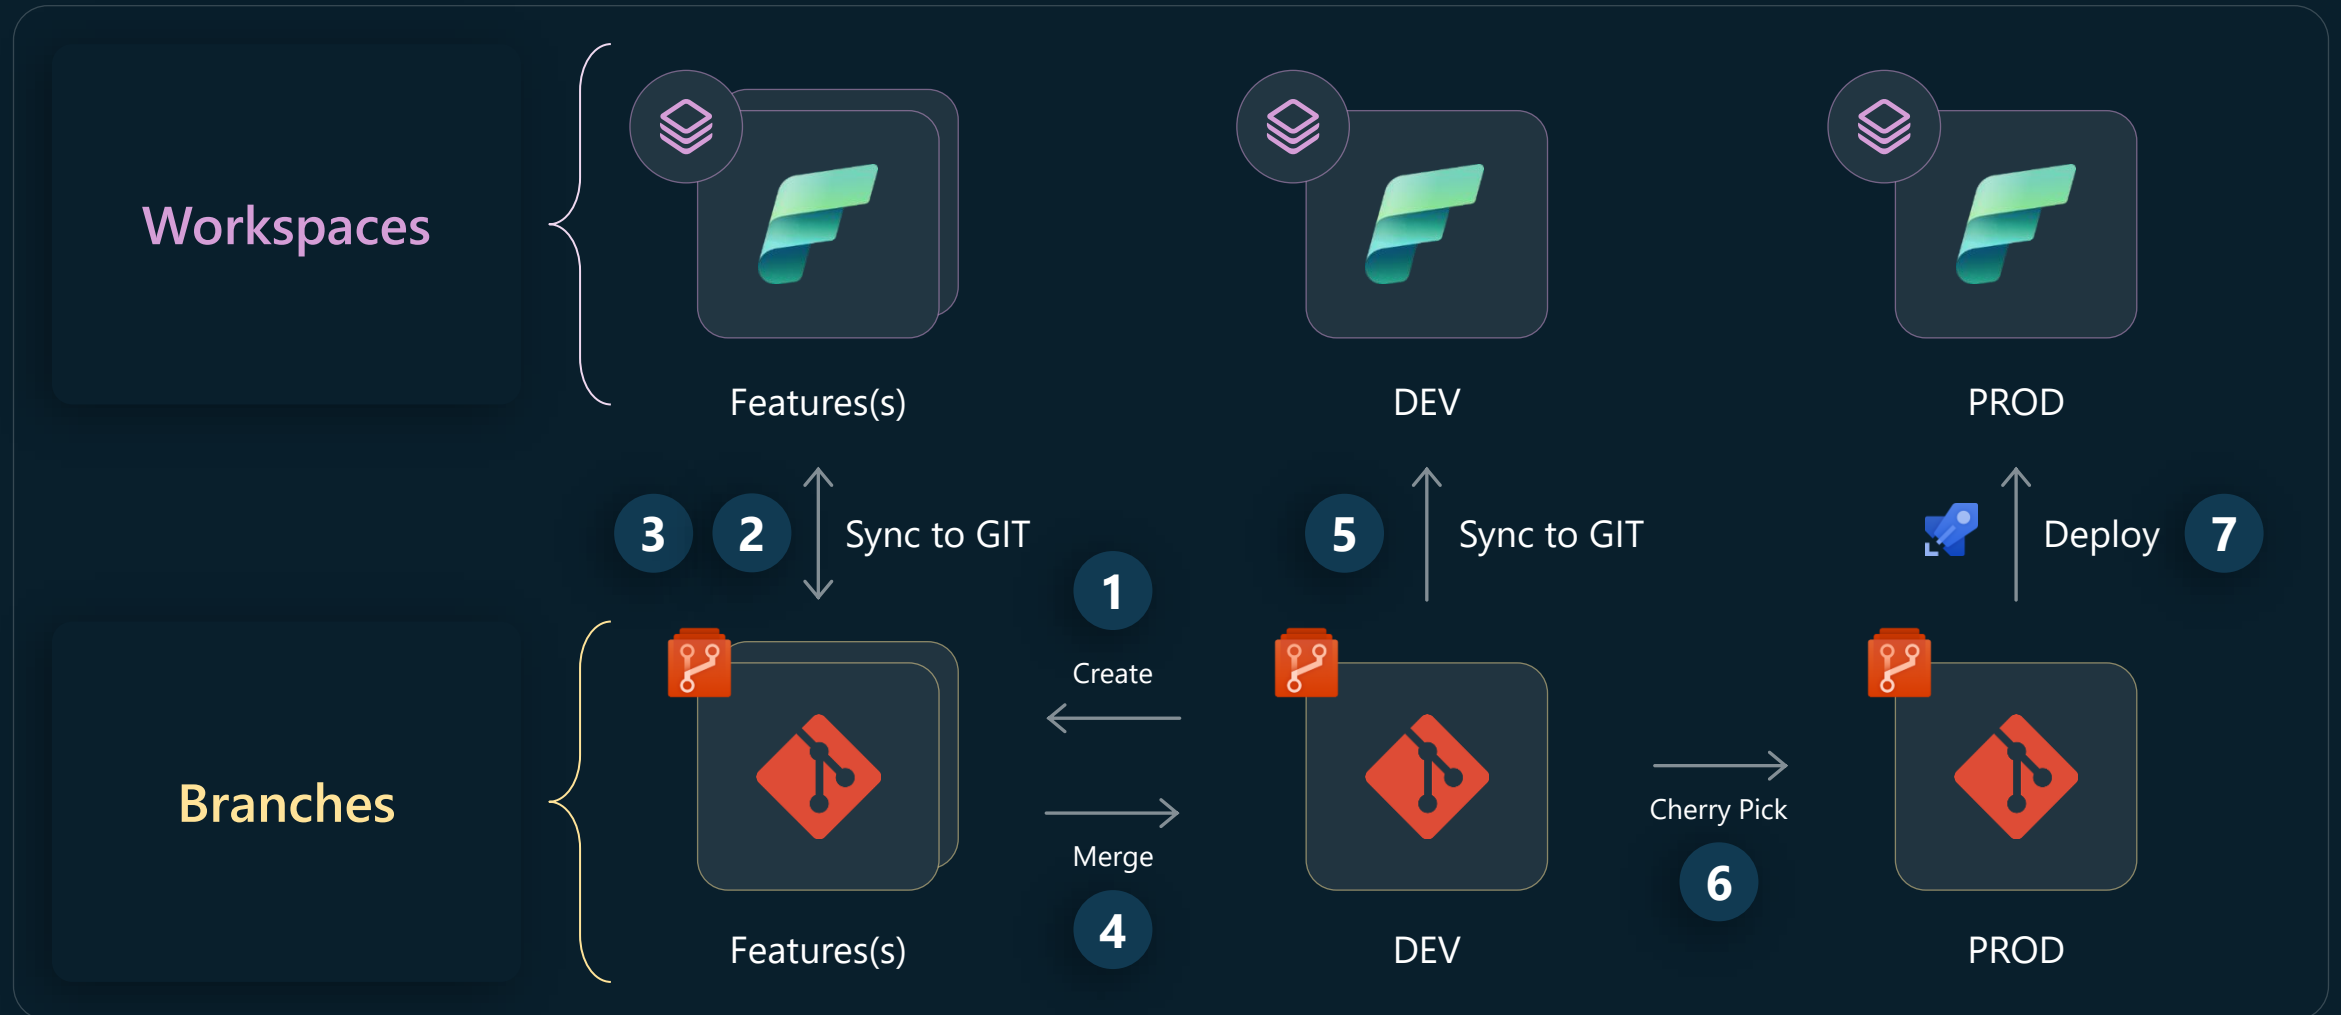 Workspaces
Features(s)
DEV
PROD
3
2
Sync to GIT
1
5
Sync to GIT
Deploy
7
Create
Merge
4
Cherry Pick
6
Branches
Features(s)
DEV
PROD